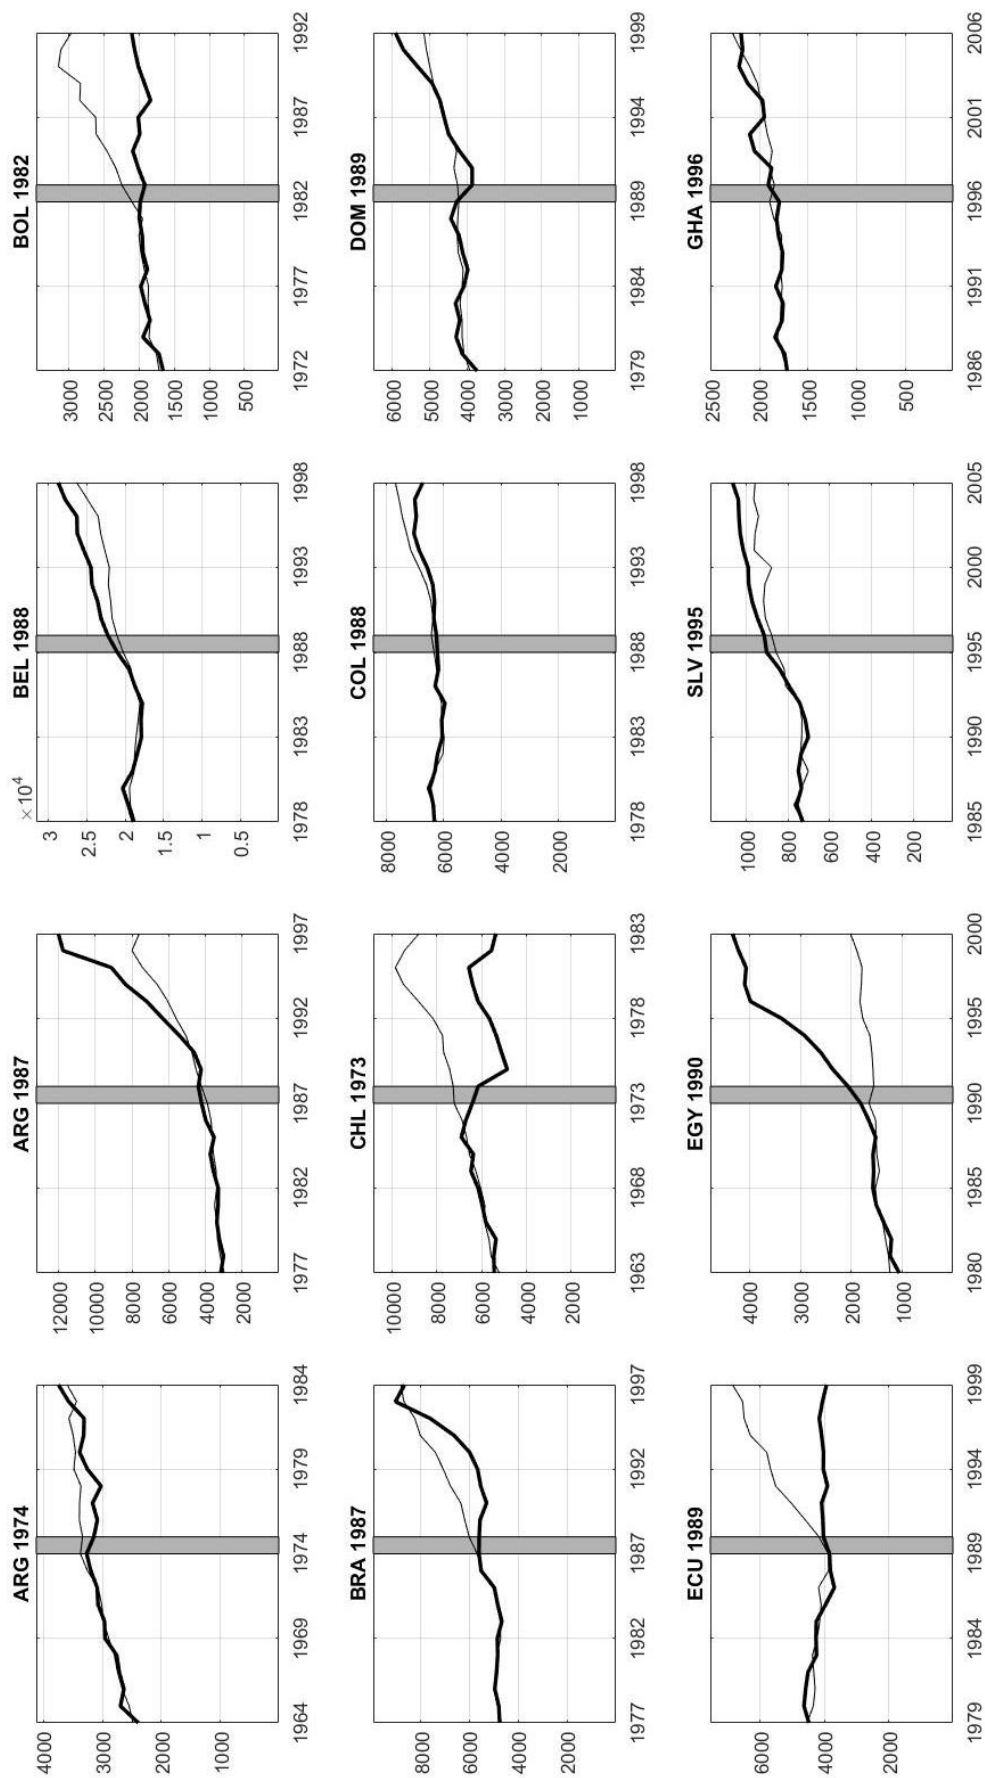 ARG 1974
4000
3000
2000
1000
1964 1969 1974 1979 1984
ARG 1987
12000
10000
8000
6000
4000
2000
1977 1982 1987 1992 1997
×10⁴
BEL 1988
3
2.5
2
1.5
1
0.5
1978 1983 1988 1993 1998
BOL 1982
3000
2500
2000
1500
1000
500
1972 1977 1982 1987 1992
BRA 1987
8000
6000
4000
2000
1977 1982 1987 1992 1997
CHL 1973
10000
8000
6000
4000
2000
1963 1968 1973 1978 1983
COL 1988
8000
6000
4000
2000
1978 1983 1988 1993 1998
DOM 1989
6000
5000
4000
3000
2000
1000
1979 1984 1989 1994 1999
ECU 1989
6000
4000
2000
1979 1984 1989 1994 1999
EGY 1990
4000
3000
2000
1000
1980 1985 1990 1995 2000
SLV 1995
1000
800
600
400
200
1985 1990 1995 2000 2005
GHA 1996
2500
2000
1500
1000
500
1986 1991 1996 2001 2006